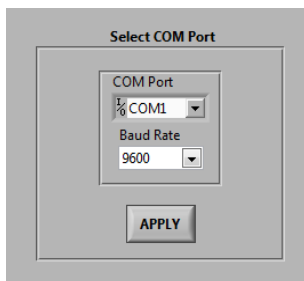 Select COM Port
COM Port
I/O COM1
Baud Rate
9600
APPLY